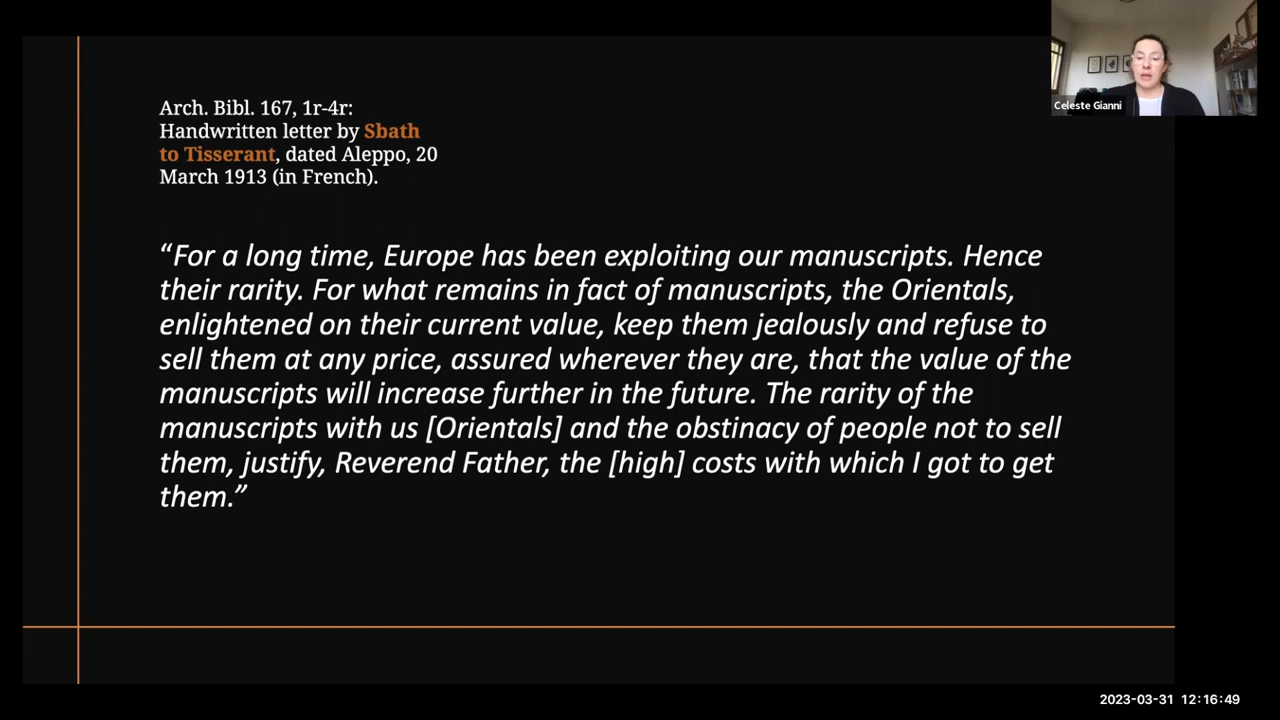 Arch. Bibl. 167, 1r-4r:
Handwritten letter by Sbath
to Tisserant, dated Aleppo, 20
March 1913 (in French).
“For a long time, Europe has been exploiting our manuscripts. Hence
their rarity. For what remains in fact of manuscripts, the Orientals,
enlightened on their current value, keep them jealously and refuse to
sell them at any price, assured wherever they are, that the value of the
manuscripts will increase further in the future. The rarity of the
manuscripts with us [Orientals] and the obstinacy of people not to sell
them, justify, Reverend Father, the [high] costs with which I got to get
them.”
Celeste Gianni
2023-03-31 12:16:49